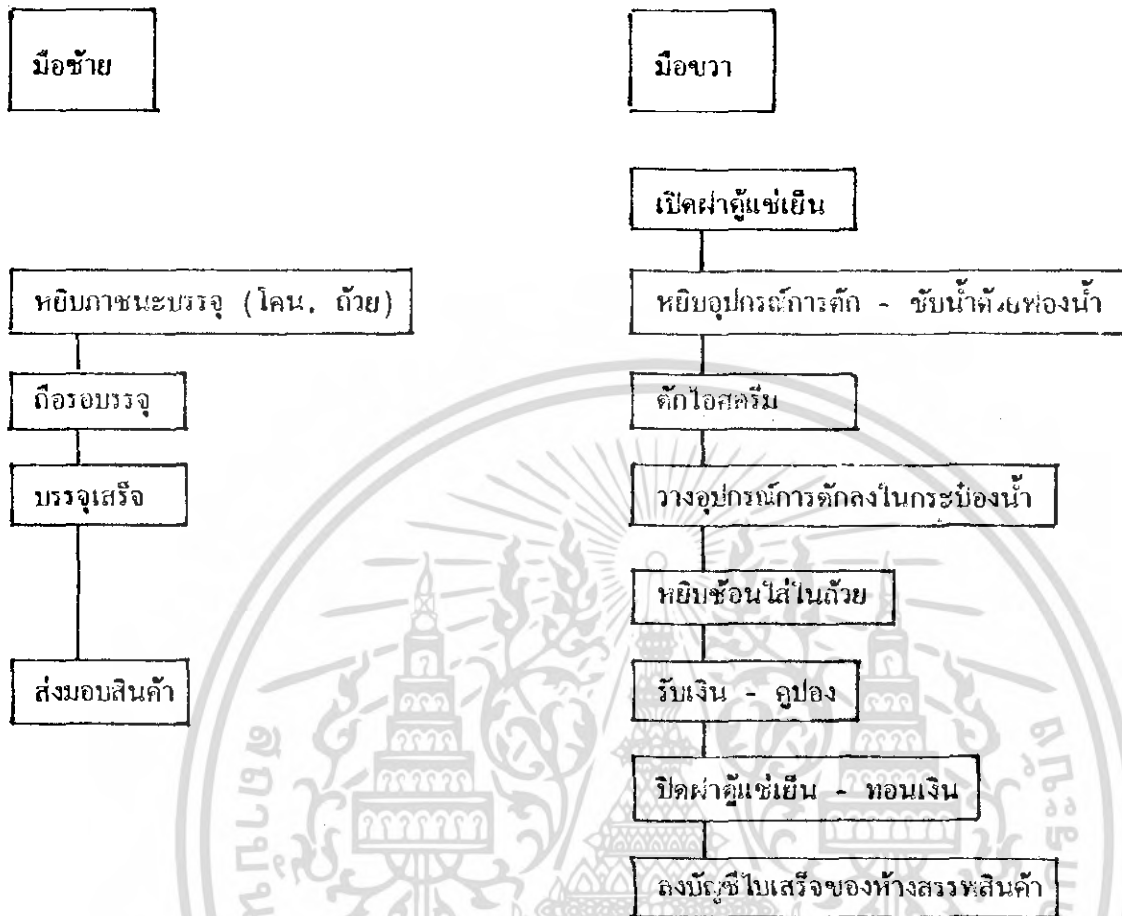 มือซ้าย
มือขวา
เปิดฝาตู้แช่เย็น
หยิบภาชนะบรรจุ (โคน, ถ้วย)
หยิบอุปกรณ์การตัก - ซับน้ำด้วยฟองน้ำ
ถือรอบรรจุ
ตักไอศครีม
บรรจุเสร็จ
วางอุปกรณ์การตักลงในกระป๋องน้ำ
หยิบช้อนใส่ในถ้วย
ส่งมอบสินค้า
รับเงิน - คูปอง
ปิดฝาตู้แช่เย็น - ทอนเงิน
ลงบัญชีใบเสร็จของห้างสรรพสินค้า